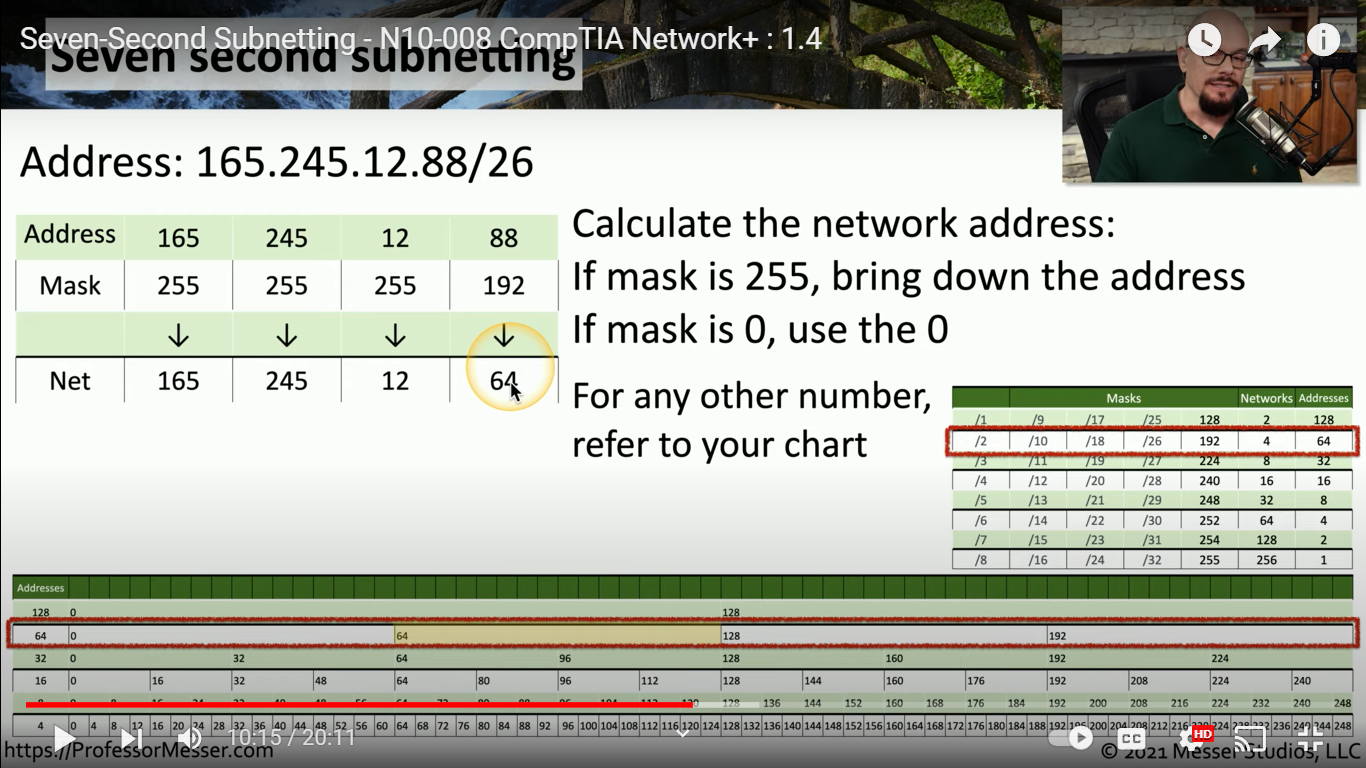 Seven-Second Subnetting - N10-008 CompTIA Network+ : 1.4
Seven second subnetting
Address: 165.245.12.88/26
Address 165 245 12 88
Mask 255 255 255 192
↓ ↓ ↓ ↓
Net 165 245 12 64
Calculate the network address:
If mask is 255, bring down the address
If mask is 0, use the 0
For any other number,
refer to your chart
Masks Networks Addresses
/1 /9 /17 /25 128 2 128
/2 /10 /18 /26 192 4 64
/3 /11 /19 /27 224 8 32
/4 /12 /20 /28 240 16 16
/5 /13 /21 /29 248 32 8
/6 /14 /22 /30 252 64 4
/7 /15 /23 /31 254 128 2
/8 /16 /24 /32 255 256 1
Addresses
128 0 128
64 0 64 128 192
32 0 32 64 96 128 160 192 224
16 0 16 32 48 64 80 96 112 128 144 160 176 192 208 224 240
136 144 152 160 168 176 184 192 200 208 216 224 232 240 248
4 0 4 8 12 16 20 24 28 32 36 40 44 48 52 56 60 64 68 72 76 80 84 88 92 96 100 104 108 112 116 120 124 128 132 136 140 144 148 152 156 160 164 168 172 176 180 184 188 192 196 200 204 208 212 216 220 224 228 232 236 240 244 248
10:15 / 20:11
CC
HD
https://ProfessorMesser.com
© 2021 Messer Studios, LLC